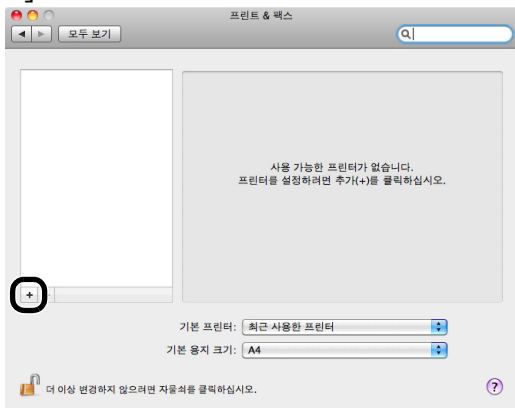 프린트 & 팩스
모두 보기
사용 가능한 프린터가 없습니다.
프린터를 설정하려면 추가(+)를 클릭하십시오.
+
기본 프린터: 최근 사용한 프린터
기본 용지 크기: A4
더 이상 변경하지 않으려면 자물쇠를 클릭하십시오.
?